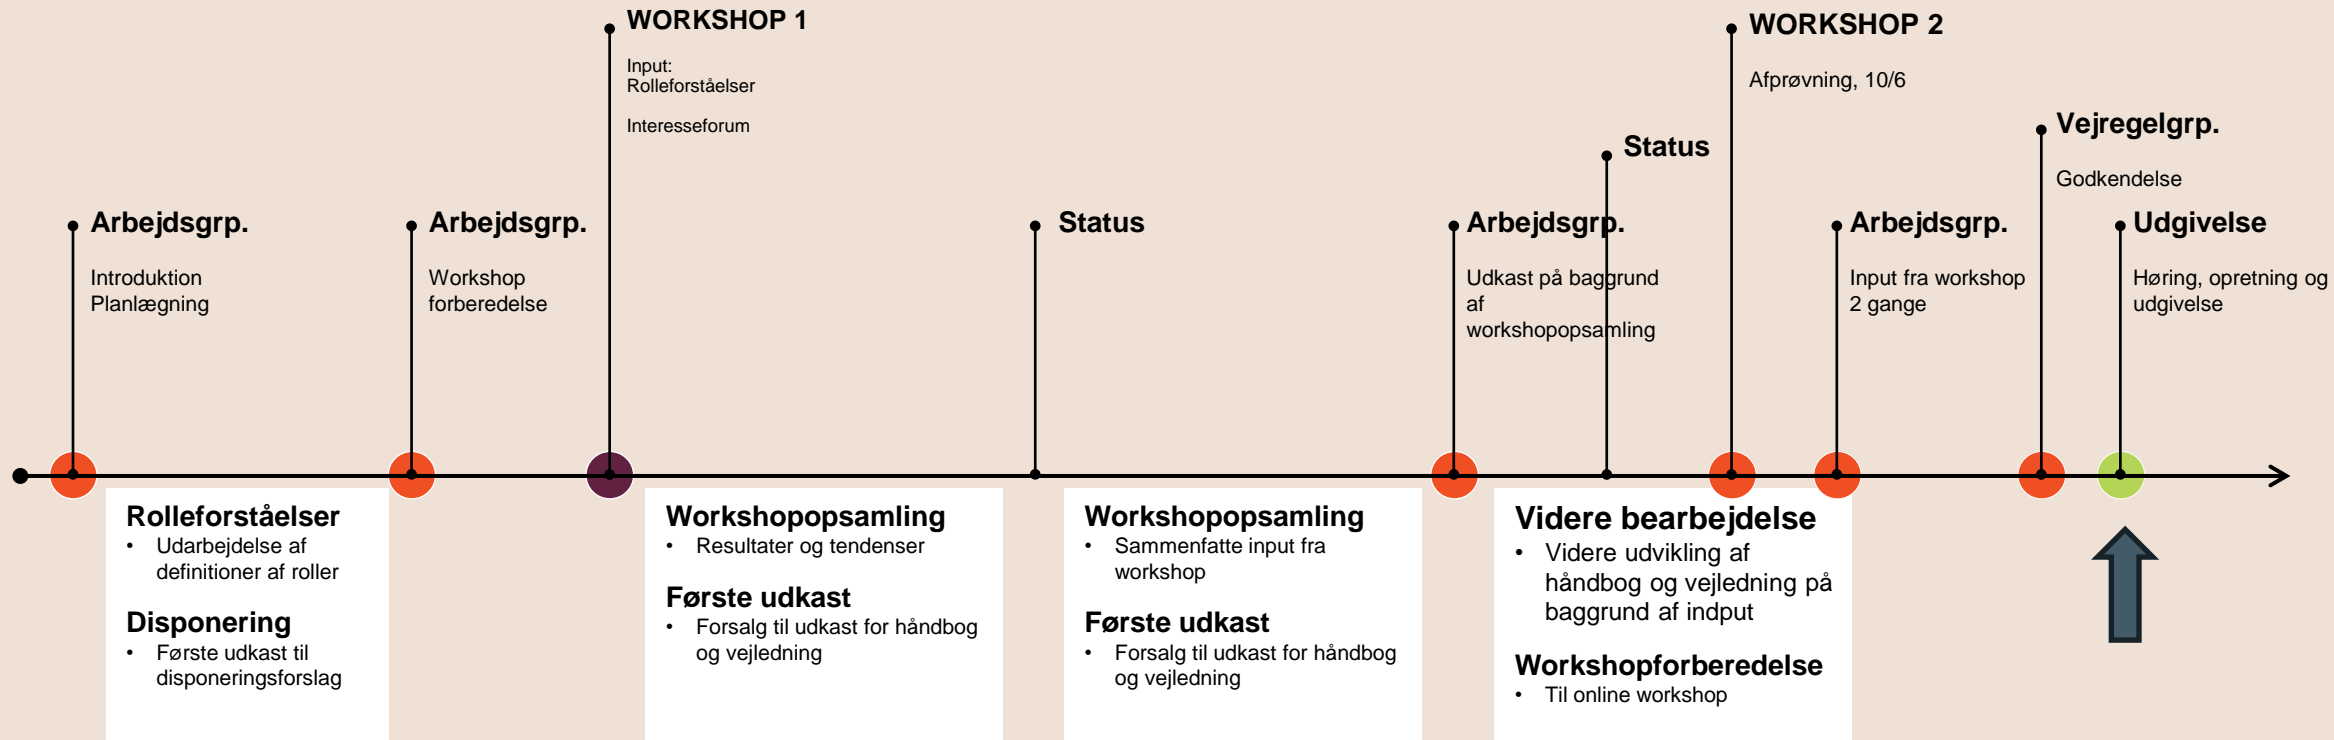 WORKSHOP 1
Input:
Rolleforståelser
Interesseforum
WORKSHOP 2
Afprøvning, 10/6
Status
Vejregelgrp.
Godkendelse
Arbejdsgrp.
Introduktion
Planlægning
Arbejdsgrp.
Workshop
forberedelse
Status
Arbejdsgrp.
Udkast på baggrund
af
workshopopsamling
Arbejdsgrp.
Input fra workshop
2 gange
Udgivelse
Høring, opretning og
udgivelse
Rolleforståelser
• Udarbejdelse af
definitioner af roller
Disponering
• Første udkast til
disponeringsforslag
Workshopopsamling
• Resultater og tendenser
Første udkast
• Forsalg til udkast for håndbog
og vejledning
Workshopopsamling
• Sammenfatte input fra
workshop
Første udkast
• Forsalg til udkast for håndbog
og vejledning
Videre bearbejdelse
• Videre udvikling af
håndbog og vejledning på
baggrund af indput
Workshopforberedelse
• Til online workshop